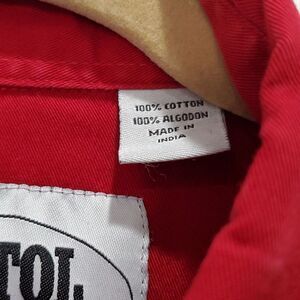 100% COTTON
100% ALGODON
MADE IN
INDIA
TOL